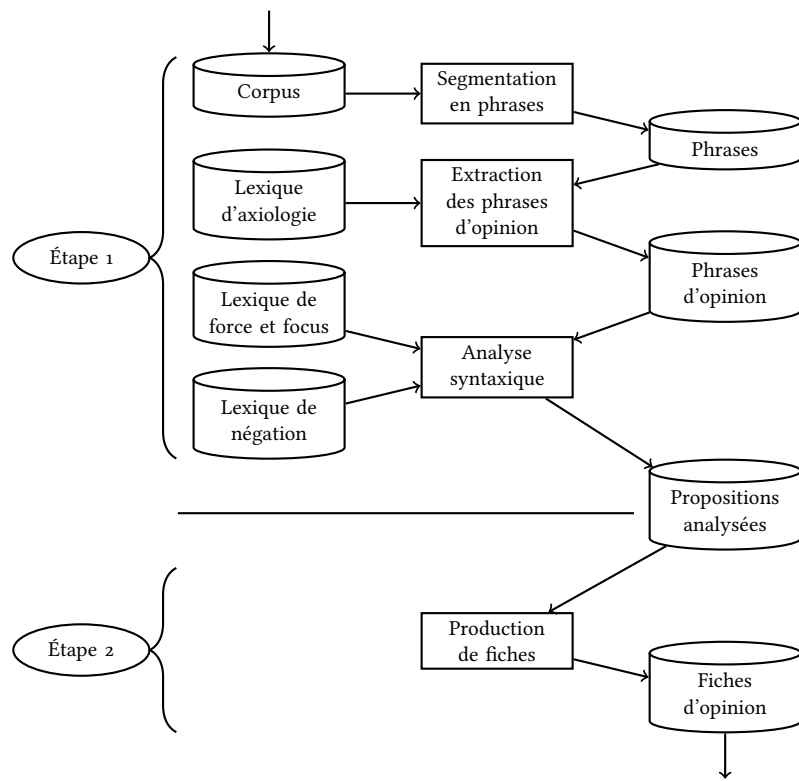 Corpus
Segmentation
en phrases
Phrases
Lexique
d'axiologie
Extraction
des phrases
d'opinion
Étape 1
Phrases
d'opinion
Lexique de
force et focus
Analyse
syntaxique
Lexique de
négation
Propositions
analysées
Étape 2
Production
de fiches
Fiches
d'opinion